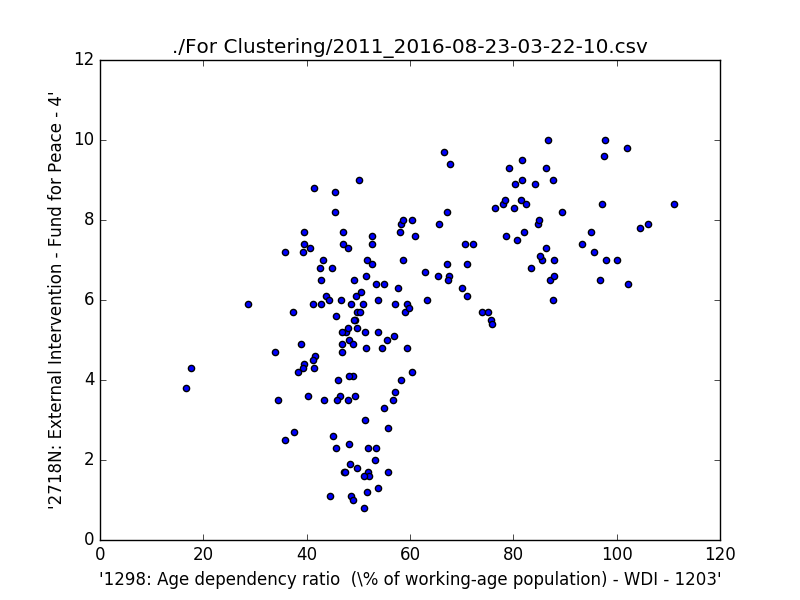 ./For Clustering/2011_2016-08-23-03-22-10.csv
12
10
8
6
4
2
0
'2718N: External Intervention - Fund for Peace - 4'
0 20 40 60 80 100 120
'1298: Age dependency ratio  (\% of working-age population) - WDI - 1203'